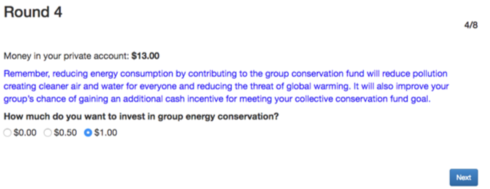 Round 4
4/8
Money in your private account: $13.00
Remember, reducing energy consumption by contributing to the group conservation fund will reduce pollution
creating cleaner air and water for everyone and reducing the threat of global warming. It will also improve your
group's chance of gaining an additional cash incentive for meeting your collective conservation fund goal.
How much do you want to invest in group energy conservation?
$0.00 $0.50 $1.00
Next